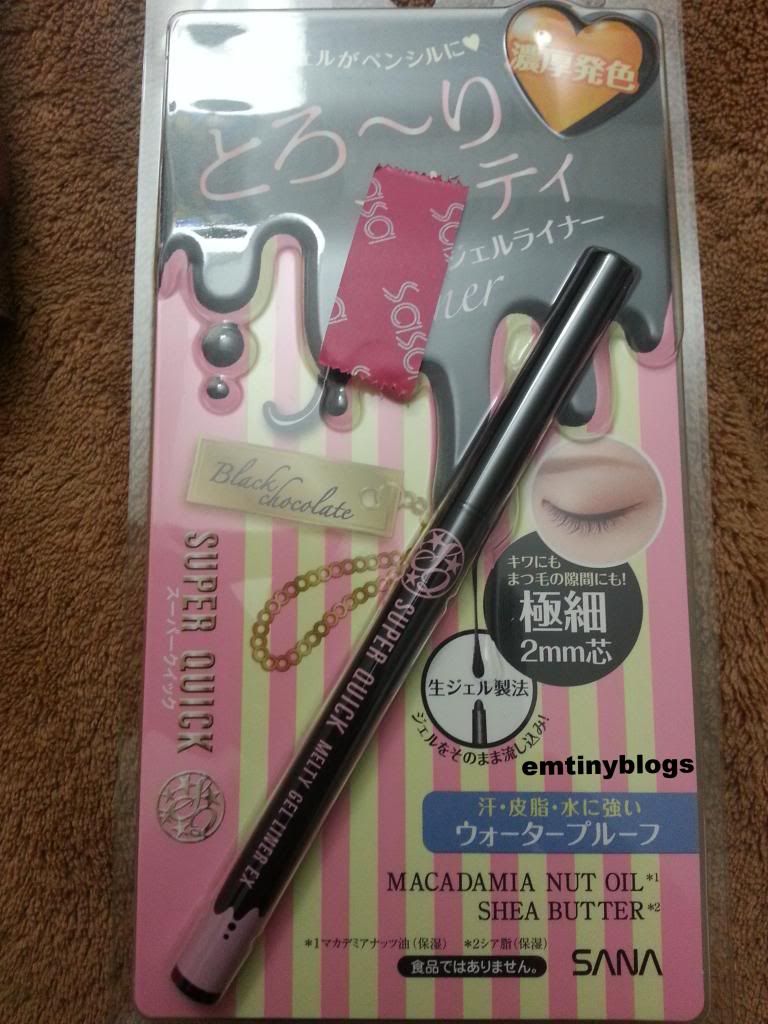 ェルがペンシルに♥
濃厚発色
とろ〜り
ティ
ジェルライナー
ner
sasa
sasa
sasa
Black
chocolate
SUPER QUICK
スーパークイック
SUPER QUICK MELTY GEL LINER EX
キワにも
まつ毛の隙間にも!
極細
2mm芯
生ジェル製法
ジェルをそのまま流し込み!
emtinyblogs
汗・皮脂・水に強い
ウォータープルーフ
MACADAMIA NUT OIL*1
SHEA BUTTER*2
*1マカデミアナッツ油(保湿) *2シア脂(保湿)
食品ではありません。
SANA